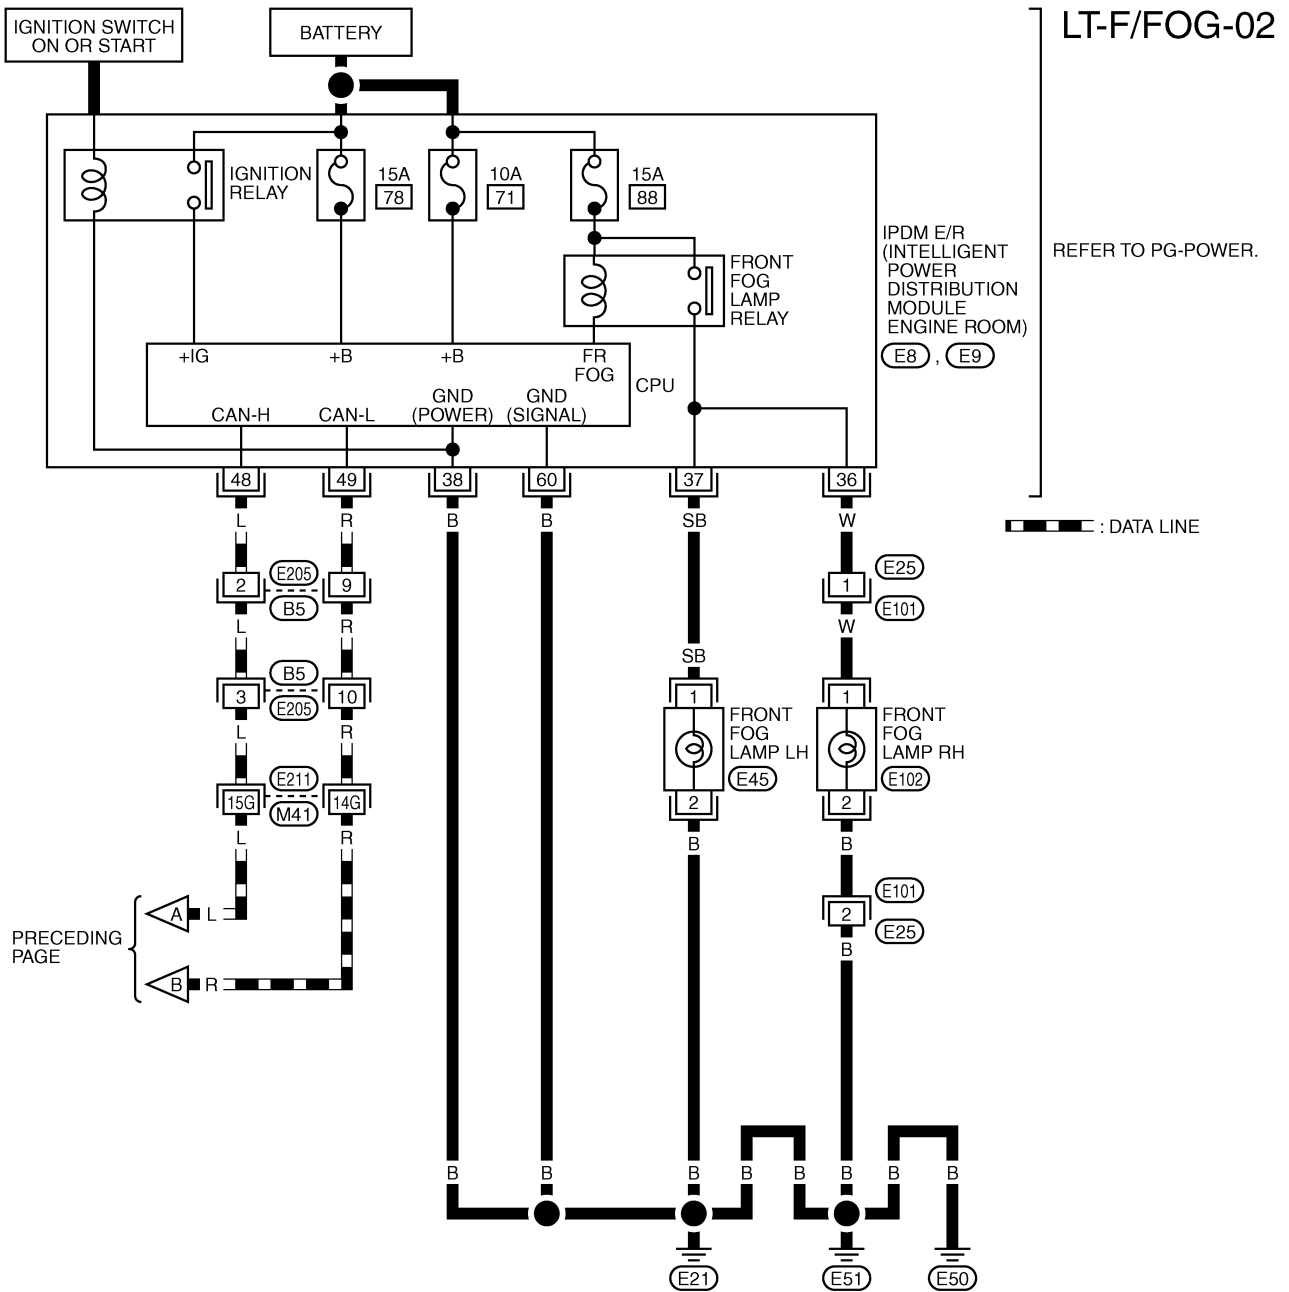 IGNITION SWITCH
ON OR START
BATTERY
LT-F/FOG-02
IGNITION
RELAY
15A
78
10A
71
15A
88
FRONT
FOG
LAMP
RELAY
IPDM E/R
(INTELLIGENT
POWER
DISTRIBUTION
MODULE
ENGINE ROOM)
E8 , E9
REFER TO PG-POWER.
+IG
+B
+B
FR
FOG
CPU
CAN-H
CAN-L
GND
(POWER)
GND
(SIGNAL)
48
49
38
60
37
36
L
R
B
B
SB
W
: DATA LINE
2
E205
B5
9
1
E25
E101
L
R
W
SB
3
B5
E205
10
1
1
L
R
FRONT
FOG
LAMP LH
E45
FRONT
FOG
LAMP RH
E102
15G
E211
M41
14G
2
2
L
R
B
B
E101
2
E25
B
A
L
PRECEDING
PAGE
B
R
B
B
B
B
B
B
B
B
E21
E51
E50